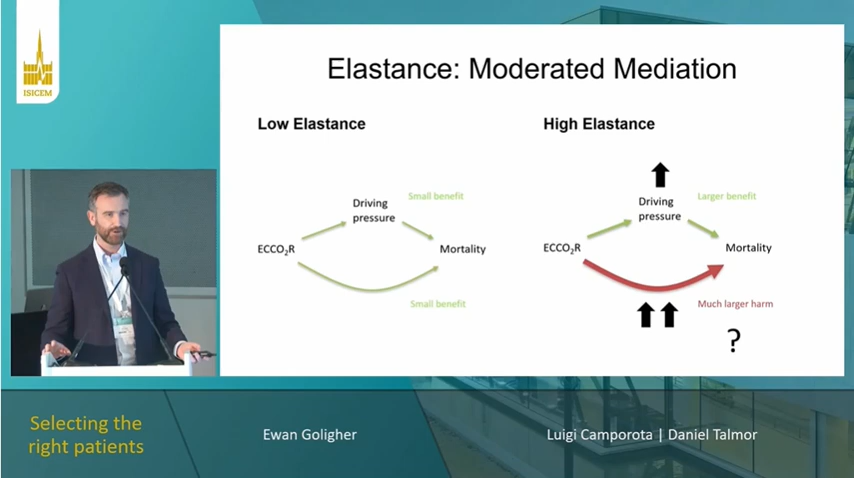 ISICEM
Elastance: Moderated Mediation
Low Elastance
Driving
pressure
Small benefit
ECCO₂R
Mortality
Small benefit
High Elastance
Driving
pressure
Larger benefit
ECCO₂R
Mortality
Much larger harm
?
Selecting the
right patients
Ewan Goligher
Luigi Camporota | Daniel Talmor